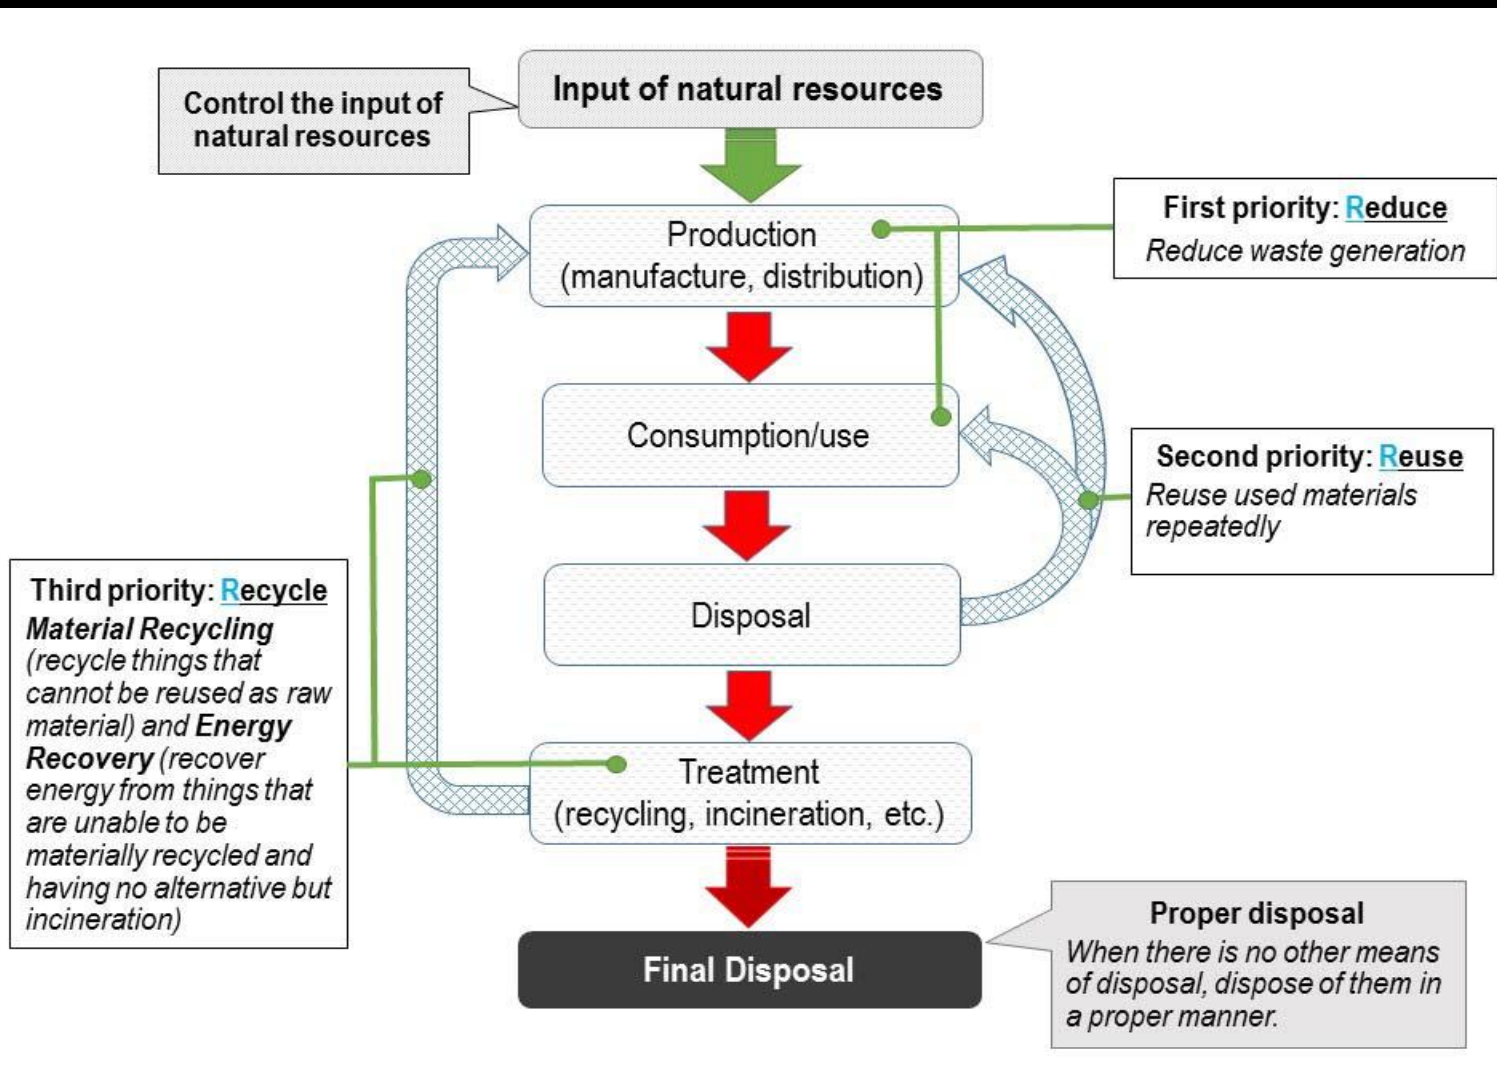 Input of natural resources
Control the input of
natural resources
Production
(manufacture, distribution)
First priority: Reduce
Reduce waste generation
Consumption/use
Second priority: Reuse
Reuse used materials
repeatedly
Disposal
Third priority: Recycle
Material Recycling
(recycle things that
cannot be reused as raw
material) and Energy
Recovery (recover
energy from things that
are unable to be
materially recycled and
having no alternative but
incineration)
Treatment
(recycling, incineration, etc.)
Final Disposal
Proper disposal
When there is no other means
of disposal, dispose of them in
a proper manner.